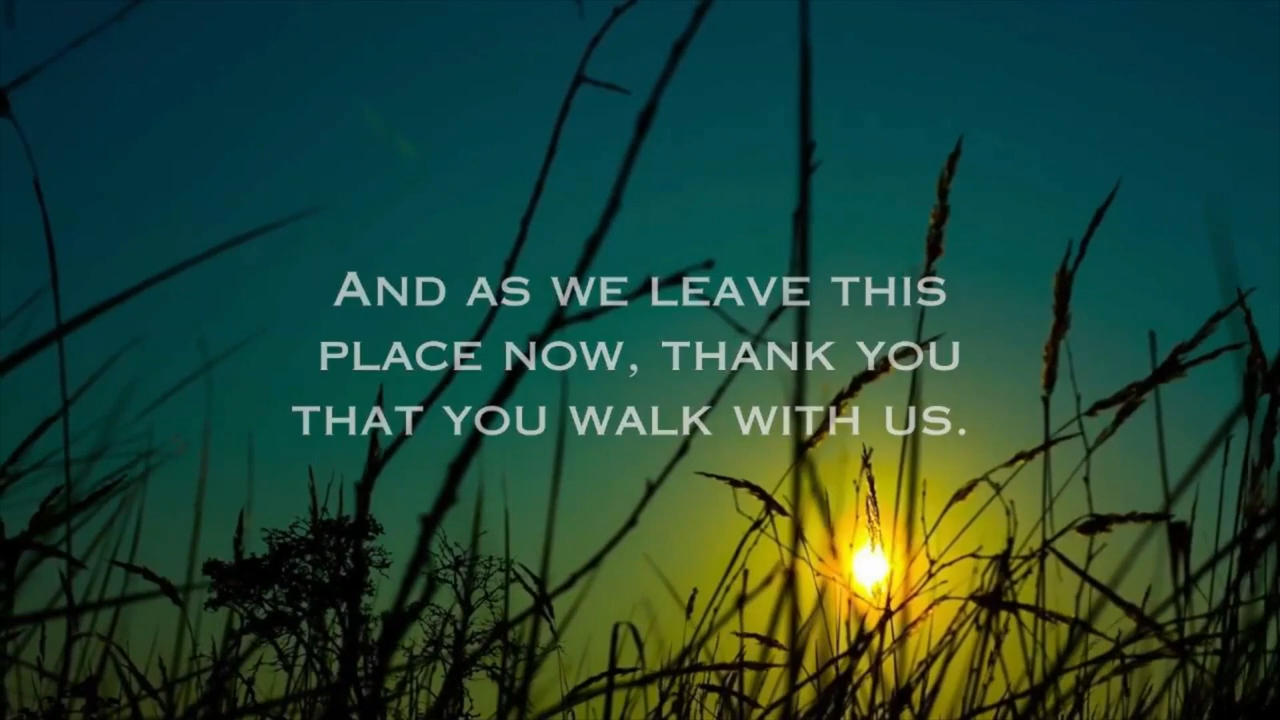 And as we leave this
place now, thank you
that you walk with us.